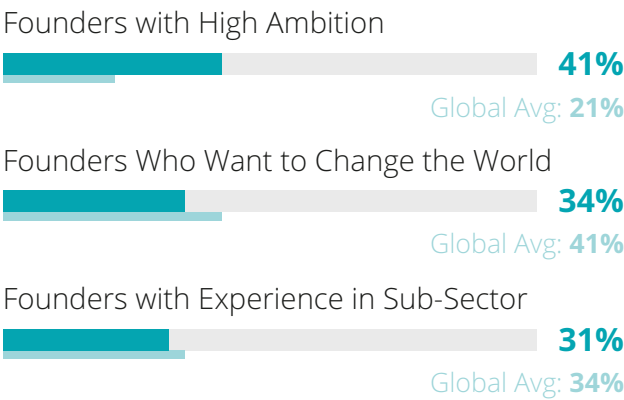 Founders with High Ambition
41%
Global Avg: 21%
Founders Who Want to Change the World
34%
Global Avg: 41%
Founders with Experience in Sub-Sector
31%
Global Avg: 34%